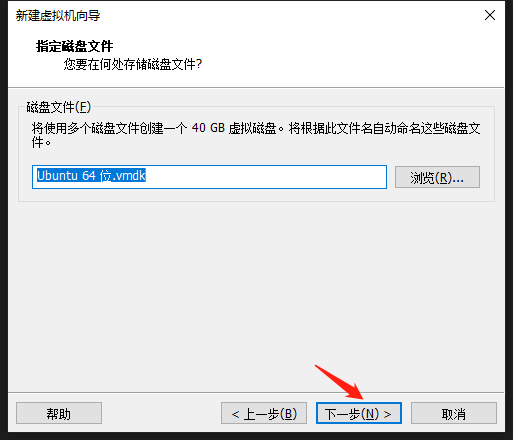 新建虚拟机向导
指定磁盘文件
您要在何处存储磁盘文件?
磁盘文件(F)
将使用多个磁盘文件创建一个 40 GB 虚拟磁盘。将根据此文件名自动命名这些磁盘文
件。
Ubuntu 64 位.vmdk
浏览(R)...
帮助
< 上一步(B)
下一步(N) >
取消